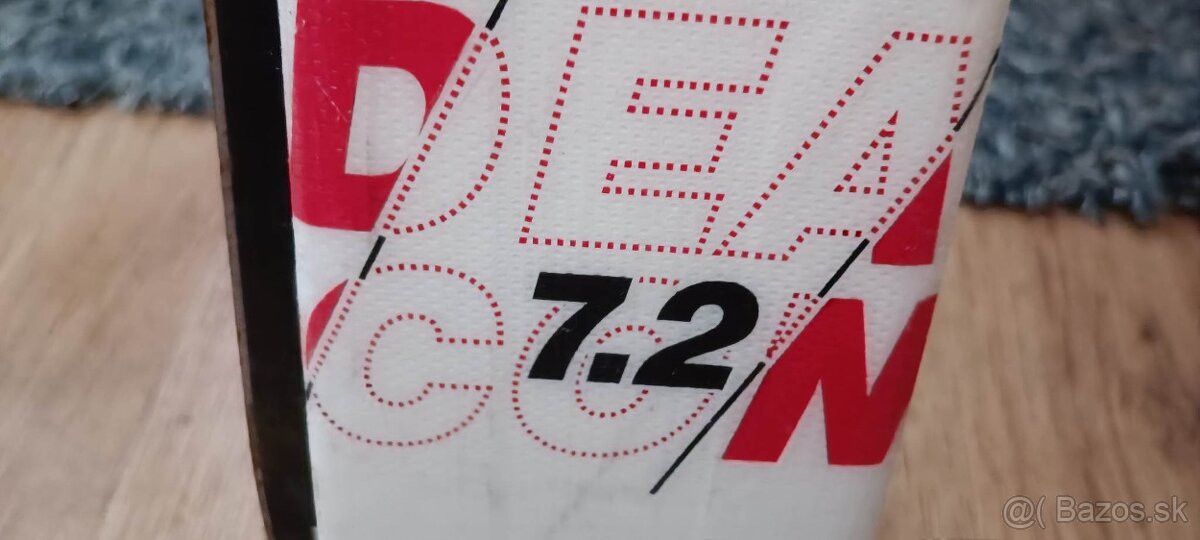 DEA
CON
7.2
@( Bazos.sk